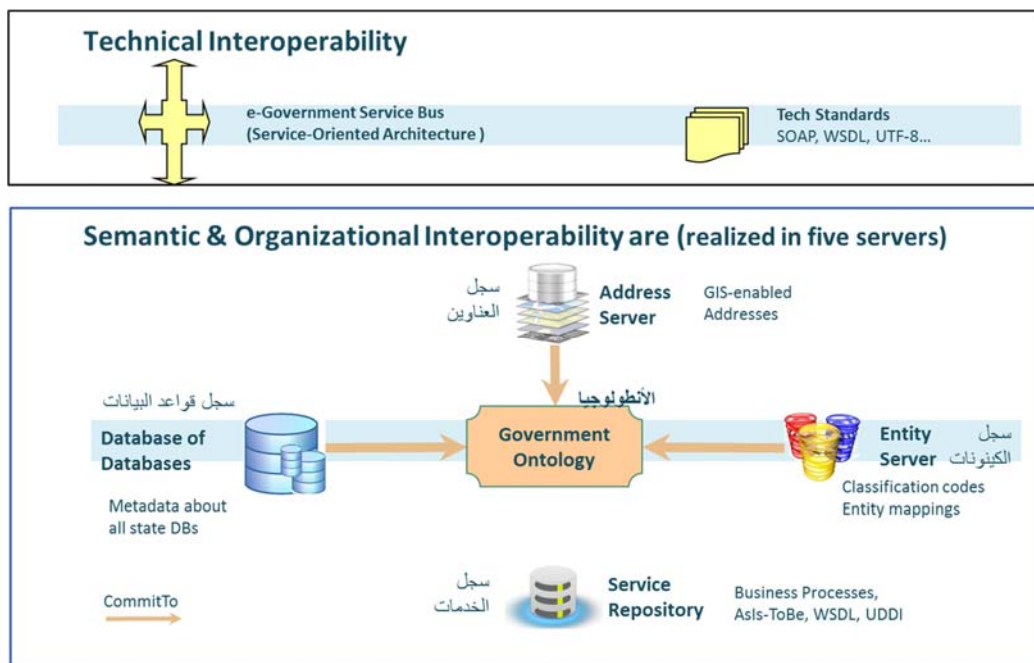 Technical Interoperability
e-Government Service Bus
(Service-Oriented Architecture )
Tech Standards
SOAP, WSDL, UTF-8...
Semantic & Organizational Interoperability are (realized in five servers)
سجل
العناوين
Address
Server
GIS-enabled
Addresses
الأنطولوجيا
Government
Ontology
سجل قواعد البيانات
Database of
Databases
Metadata about
all state DBs
Entity
Server
سجل
الكينونات
Classification codes
Entity mappings
CommitTo
سجل
الخدمات
Service
Repository
Business Processes,
AsIs-ToBe, WSDL, UDDI